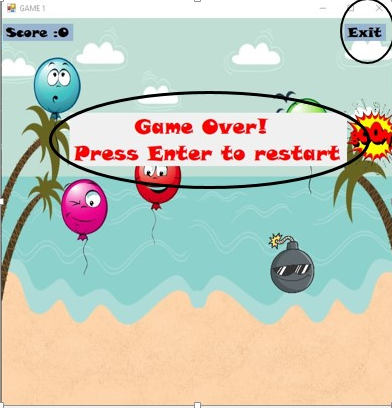 GAME 1
Score :0
Exit
Game Over!
Press Enter to restart